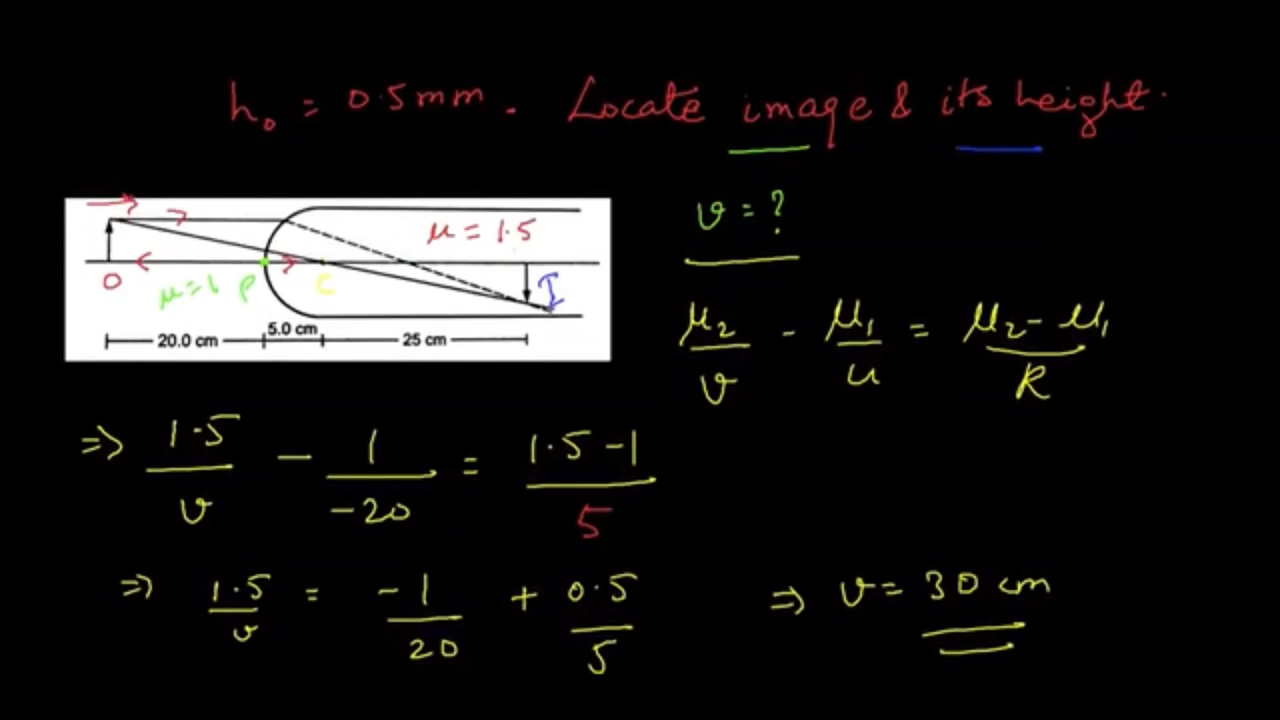 h₀ = 0.5mm. Locate image & its height.
v = ?
μ = 1.5
O
μ = 1
P
C
I
20.0 cm
5.0 cm
25 cm
μ₂/v - μ₁/u = μ₂ - μ₁/R
⇒ 1.5/v - 1/-20 = 1.5 - 1/5
⇒ 1.5/v = -1/20 + 0.5/5 ⇒ v = 30 cm